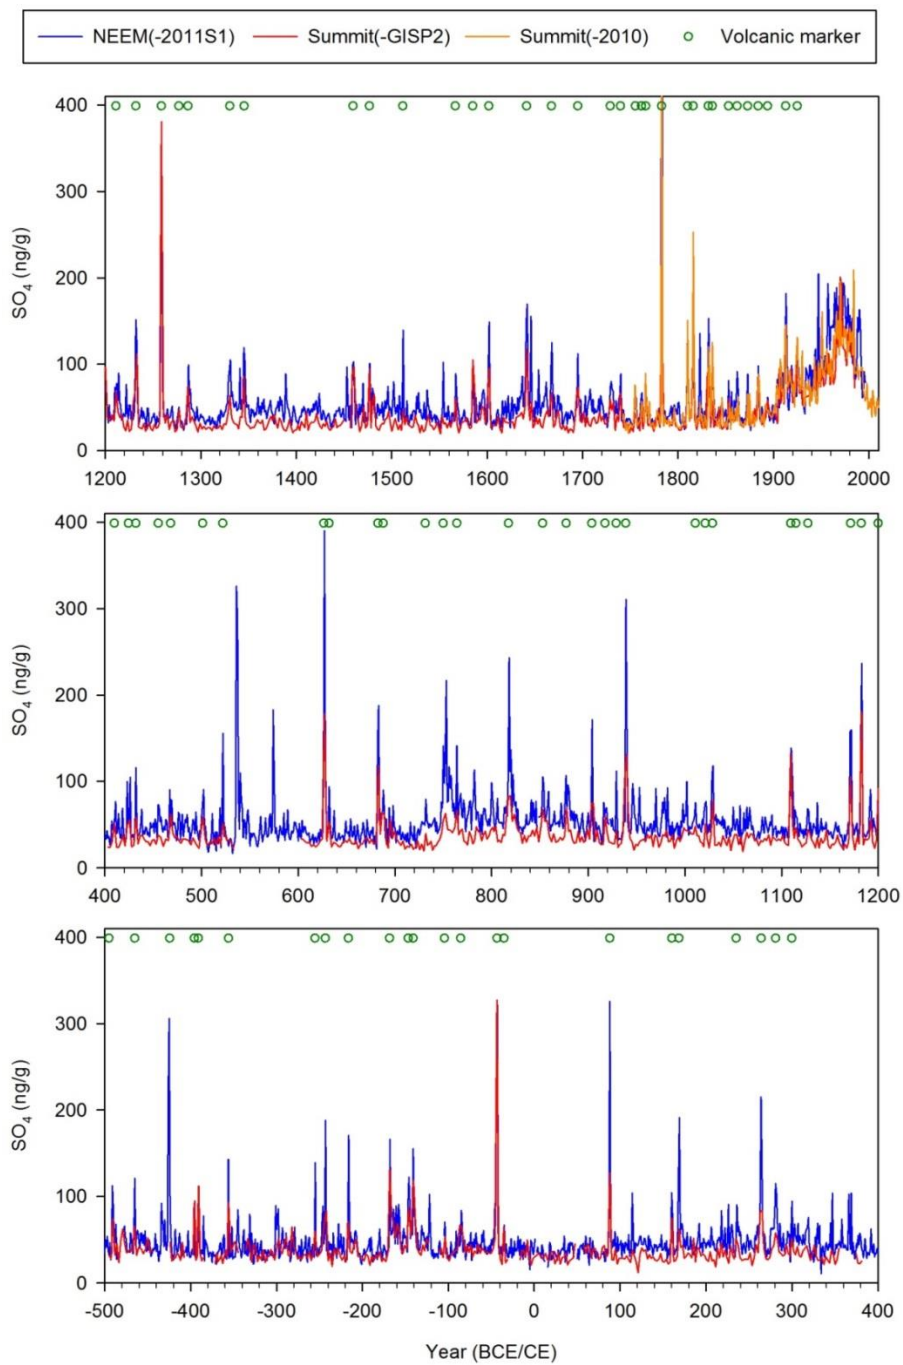 NEEM(-2011S1) Summit(-GISP2) Summit(-2010) Volcanic marker
400
300
200
100
0
SO4 (ng/g)
1200 1300 1400 1500 1600 1700 1800 1900 2000
400
300
200
100
0
SO4 (ng/g)
400 500 600 700 800 900 1000 1100 1200
400
300
200
100
0
SO4 (ng/g)
-500 -400 -300 -200 -100 0 100 200 300 400
Year (BCE/CE)